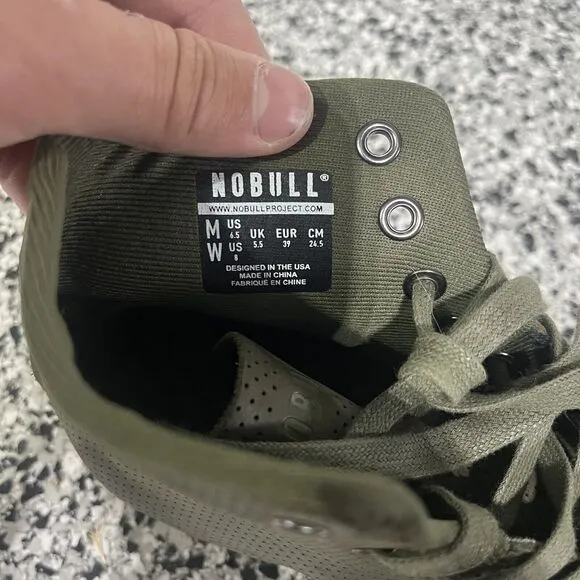 NOBULL®
WWW.NOBULLPROJECT.COM
M US UK EUR CM
6.5 5.5 39 24.5
W US
8
DESIGNED IN THE USA
MADE IN CHINA
FABRIQUÉ EN CHINE